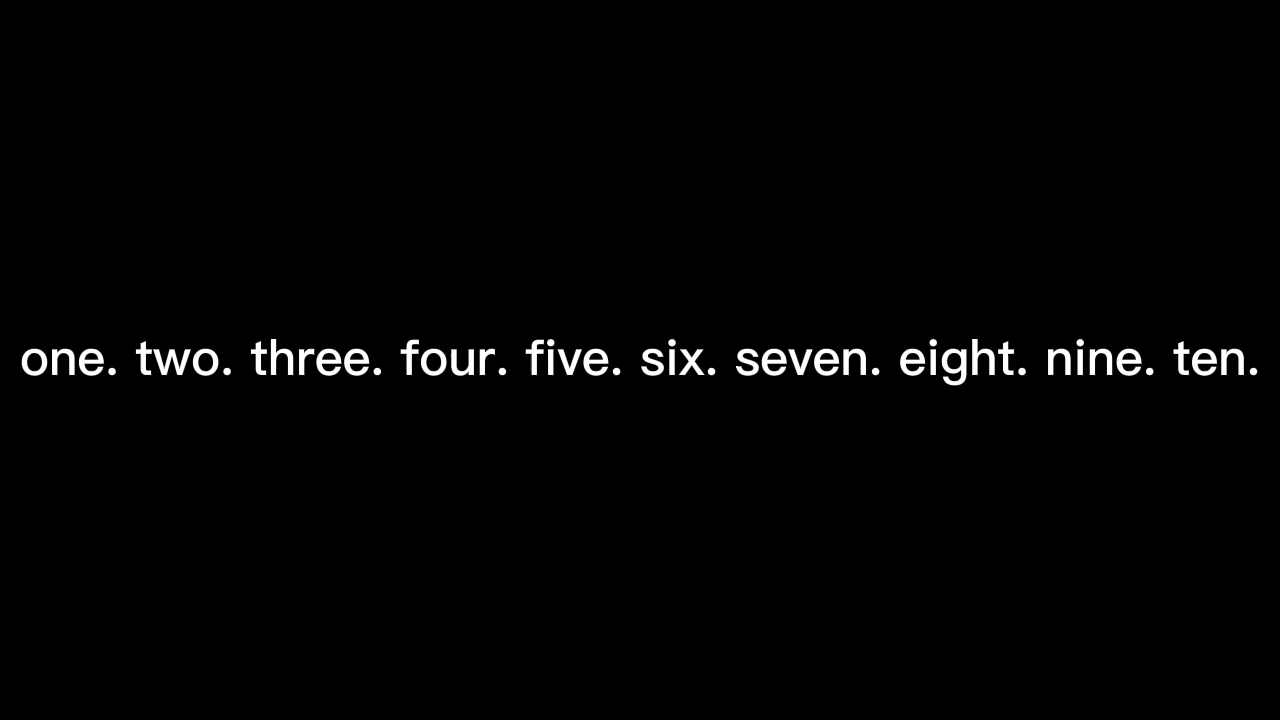 one. two. three. four. five. six. seven. eight. nine. ten.